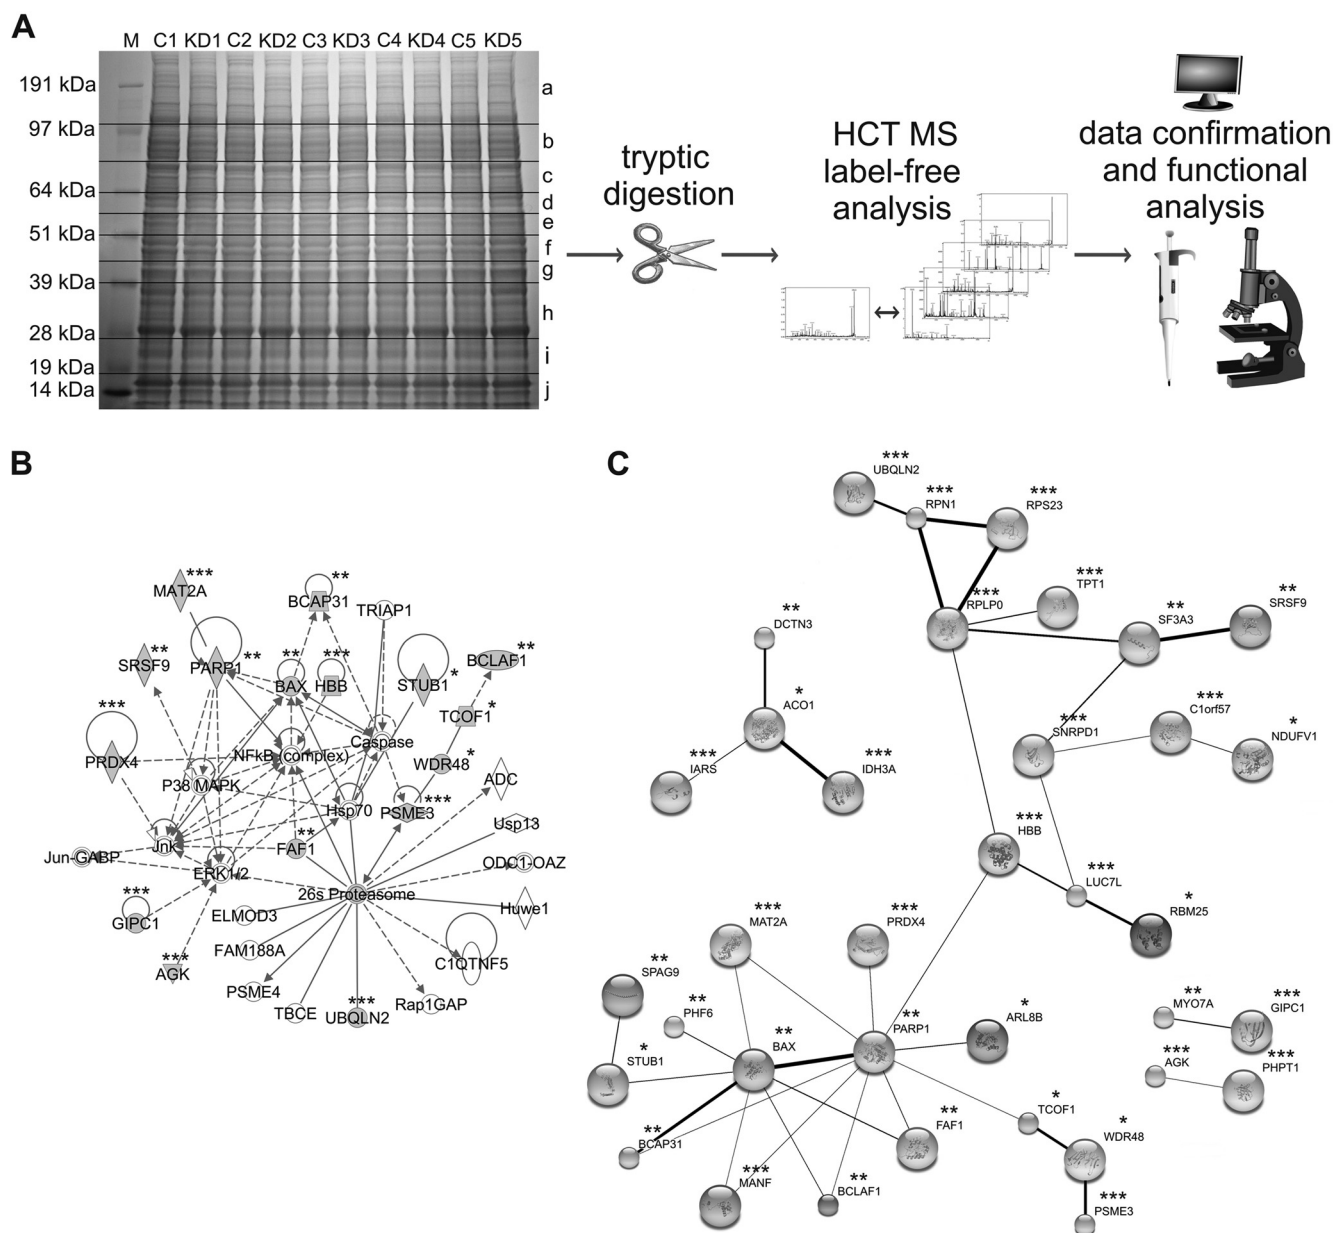 A
M C1 KD1 C2 KD2 C3 KD3 C4 KD4 C5 KD5
191 kDa
97 kDa
64 kDa
51 kDa
39 kDa
28 kDa
19 kDa
14 kDa
a
b
c
d
e
f
g
h
i
j
tryptic
digestion
HCT MS
label-free
analysis
data confirmation
and functional
analysis
B
***
MAT2A
**
BCAP31
TRIAP1
**
SRSF9
**
PARP1
**
BAX
***
HBB
*
STUB1
**
BCLAF1
*
TCOF1
***
PRDX4
NFkB (complex)
Caspase
*
WDR48
P38 MAPK
ADC
Hsp70
***
PSME3
Usp13
Jnk
**
FAF1
Jun-GABP
ERK1/2
ODC1-OAZ
26s Proteasome
***
GIPC1
ELMOD3
Huwe1
***
AGK
FAM188A
C1QTNF5
PSME4
TBCE
***
UBQLN2
Rap1GAP
C
***
UBQLN2
***
RPN1
***
RPS23
***
TPT1
***
RPLP0
**
SF3A3
**
SRSF9
**
DCTN3
*
ACO1
***
IARS
***
IDH3A
***
SNRPD1
***
C1orf57
*
NDUFV1
***
HBB
***
LUC7L
*
RBM25
***
MAT2A
***
PRDX4
**
SPAG9
**
PHF6
*
STUB1
**
BAX
**
PARP1
*
ARL8B
**
MYO7A
***
GIPC1
***
AGK
***
PHPT1
**
BCAP31
***
MANF
**
BCLAF1
**
FAF1
*
TCOF1
*
WDR48
***
PSME3